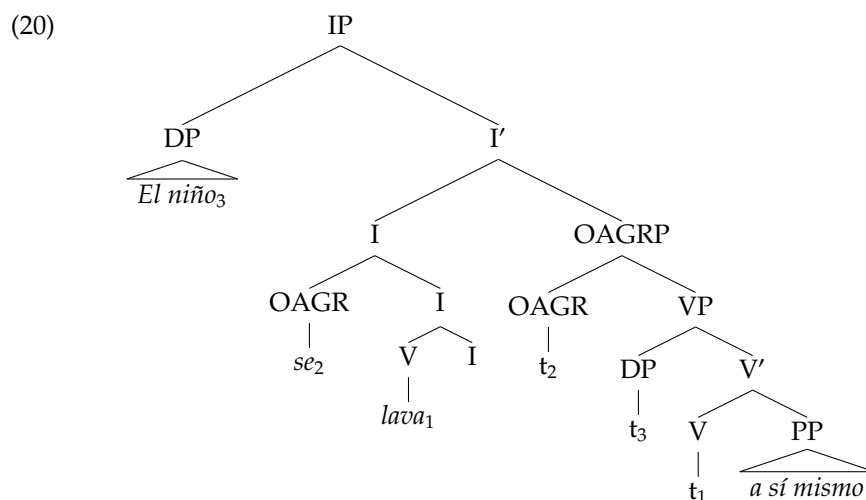 (20) IP
DP I′
El niño₃
I OAGRP
OAGR I OAGR VP
se₂ V I t₂ DP V′
lava₁ t₃ V PP
t₁ a sí mismo